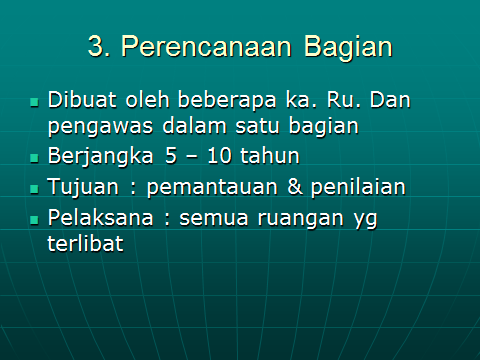 3. Perencanaan Bagian
Dibuat oleh beberapa ka. Ru. Dan
pengawas dalam satu bagian
Berjangka 5 – 10 tahun
Tujuan : pemantauan & penilaian
Pelaksana : semua ruangan yg
terlibat